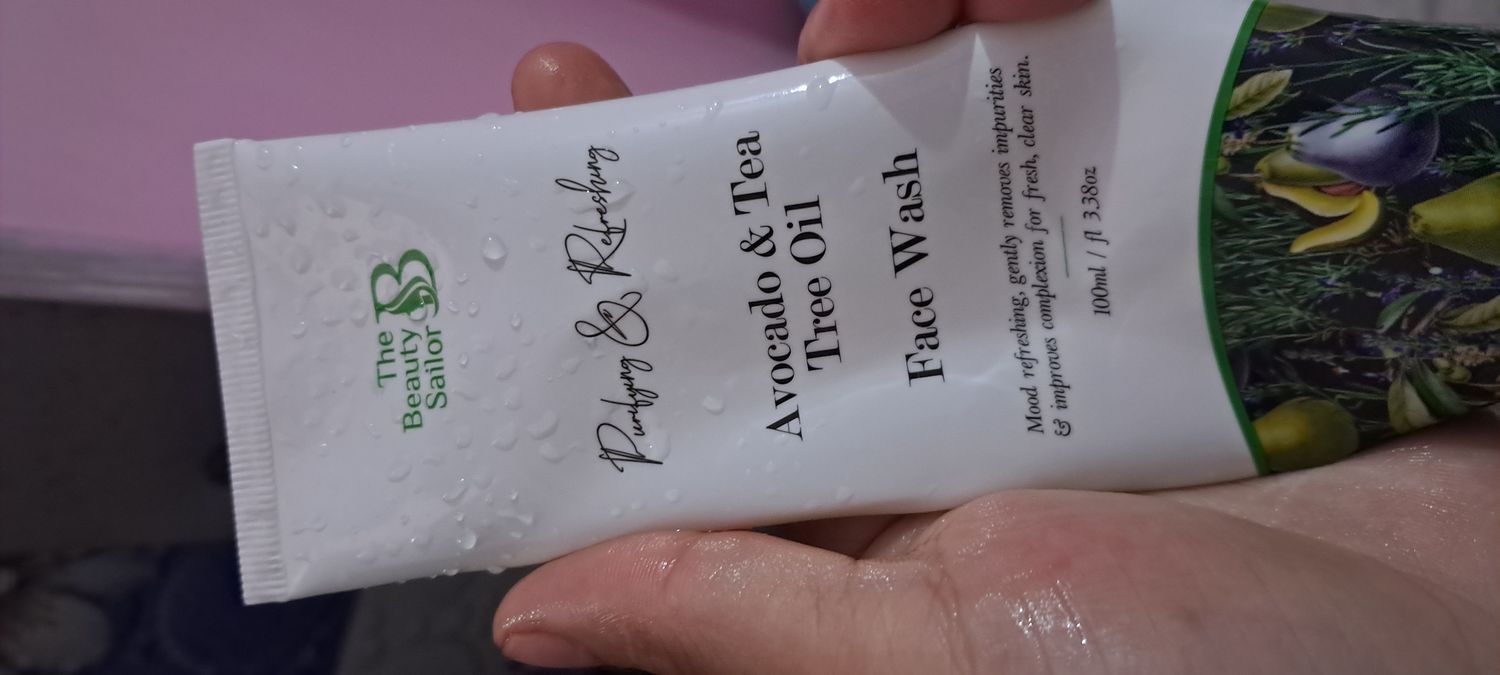 The
Beauty
Sailor
B
Purifying & Refreshing
Avocado & Tea
Tree Oil
Face Wash
Mood refreshing, gently removes impurities
& improves complexion for fresh, clear skin.
100ml / fl 3.38oz